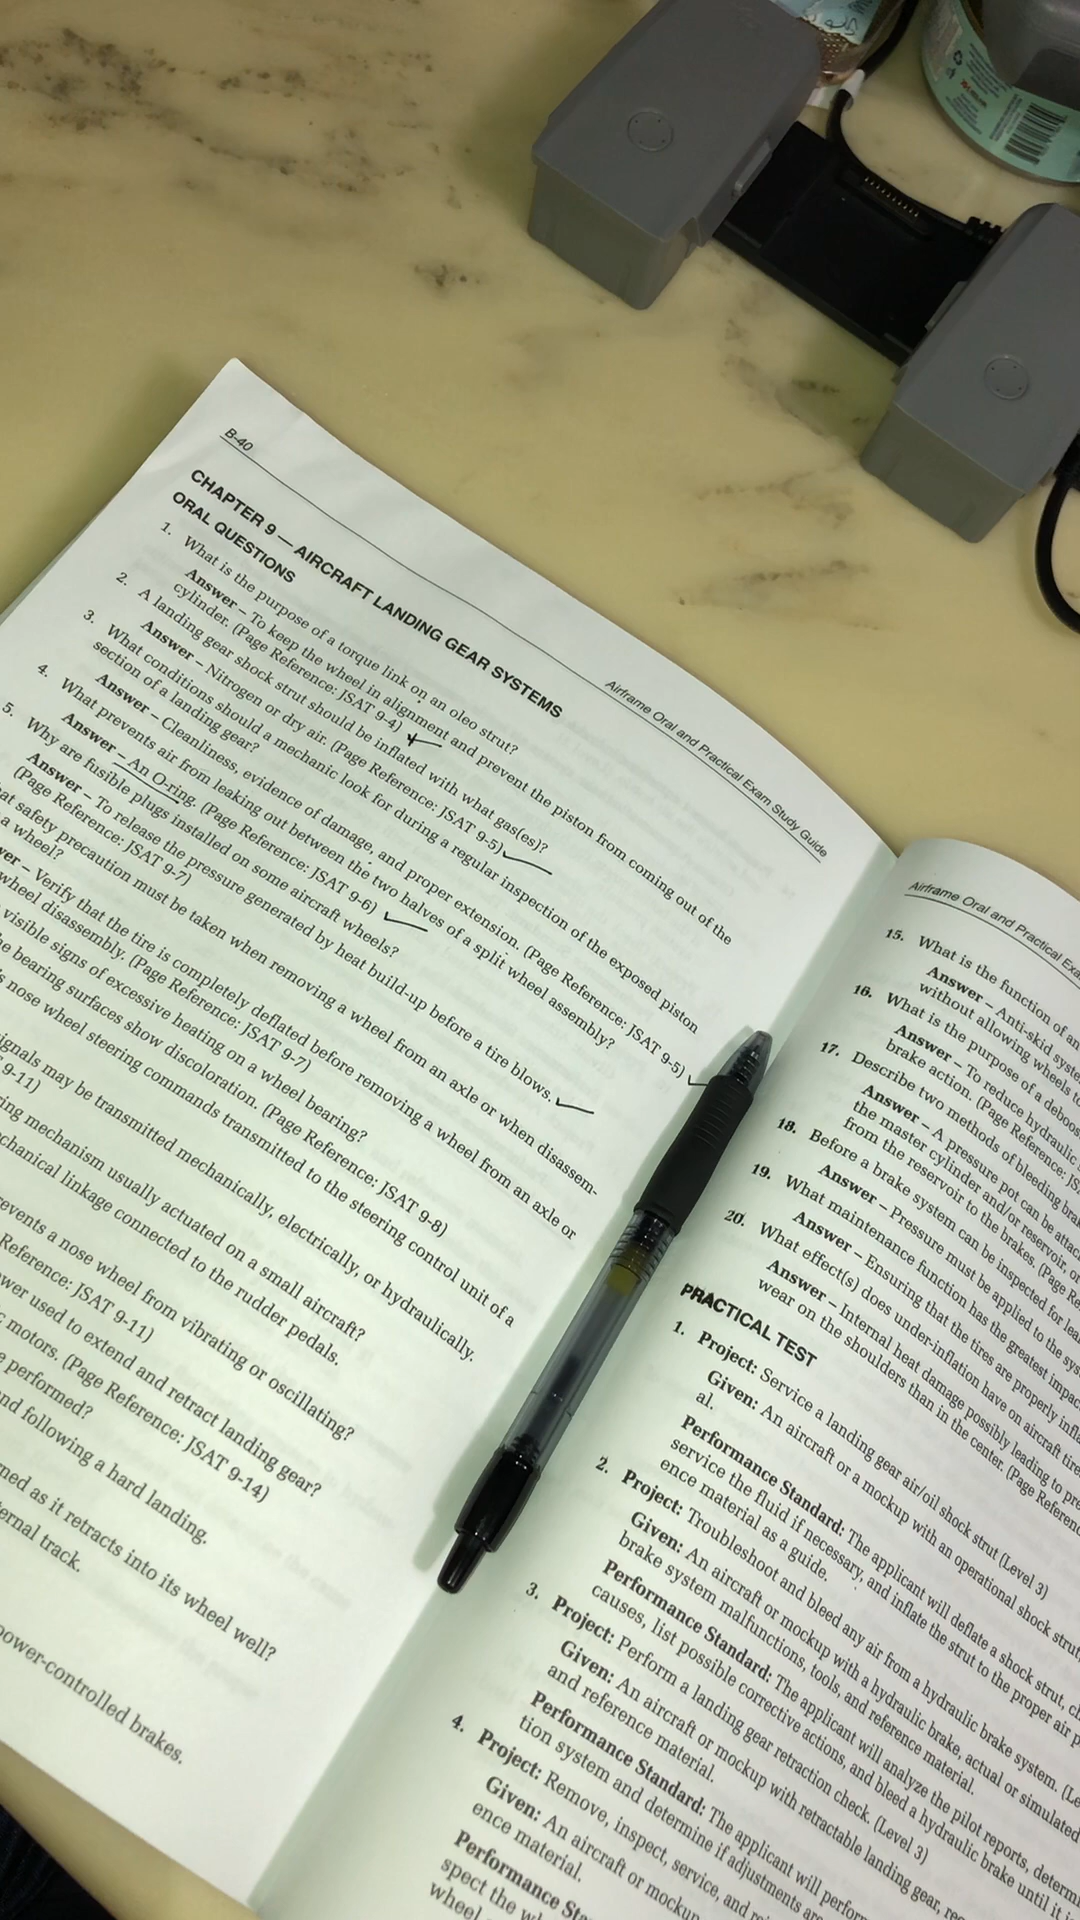 B-40
Airframe Oral and Practical Exam Study Guide
CHAPTER 9 — AIRCRAFT LANDING GEAR SYSTEMS
ORAL QUESTIONS
1. What is the purpose of a torque link on an oleo strut?
Answer – To keep the wheel in alignment and prevent the piston from coming out of the
cylinder. (Page Reference: JSAT 9-4)
2. A landing gear shock strut should be inflated with what gas(es)?
Answer – Nitrogen or dry air. (Page Reference: JSAT 9-5)
3. What conditions should a mechanic look for during a regular inspection of the exposed piston
section of a landing gear?
Answer – Cleanliness, evidence of damage, and proper extension. (Page Reference: JSAT 9-5)
4. What prevents air from leaking out between the two halves of a split wheel assembly?
Answer – An O-ring. (Page Reference: JSAT 9-6)
5. Why are fusible plugs installed on some aircraft wheels?
Answer – To release the pressure generated by heat build-up before a tire blows.
(Page Reference: JSAT 9-7)
at safety precaution must be taken when removing a wheel from an axle or when disassem-
a wheel?
wer – Verify that the tire is completely deflated before removing a wheel from an axle or
wheel disassembly. (Page Reference: JSAT 9-7)
visible signs of excessive heating on a wheel bearing?
he bearing surfaces show discoloration. (Page Reference: JSAT 9-8)
's nose wheel steering commands transmitted to the steering control unit of a
ignals may be transmitted mechanically, electrically, or hydraulically.
9-11)
ring mechanism usually actuated on a small aircraft?
chanical linkage connected to the rudder pedals.
revents a nose wheel from vibrating or oscillating?
Reference: JSAT 9-11)
ower used to extend and retract landing gear?
c motors. (Page Reference: JSAT 9-14)
e performed?
nd following a hard landing.
ned as it retracts into its wheel well?
ternal track.
power-controlled brakes.
Airframe Oral and Practical Exa
15. What is the function of an
Answer – Anti-skid syste
without allowing wheels to
16. What is the purpose of a deboos
Answer – To reduce hydraulic
brake action. (Page Reference: JS
17. Describe two methods of bleeding brak
Answer – A pressure pot can be attac
the master cylinder and/or reservoir, or
from the reservoir to the brakes. (Page Re
18. Before a brake system can be inspected for lea
Answer – Pressure must be applied to the sys
19. What maintenance function has the greatest impac
Answer – Ensuring that the tires are properly infla
20. What effect(s) does under-inflation have on aircraft tire
Answer – Internal heat damage possibly leading to pre
wear on the shoulders than in the center. (Page Referenc
PRACTICAL TEST
1. Project: Service a landing gear air/oil shock strut (Level 3)
Given: An aircraft or a mockup with an operational shock strut,
al.
Performance Standard: The applicant will deflate a shock strut, ch
service the fluid if necessary, and inflate the strut to the proper air p
ence material as a guide.
2. Project: Troubleshoot and bleed any air from a hydraulic brake system. (Le
Given: An aircraft or mockup with a hydraulic brake, actual or simulated
brake system malfunctions, tools, and reference material.
Performance Standard: The applicant will analyze the pilot reports, determ
causes, list possible corrective actions, and bleed a hydraulic brake until it i
3. Project: Perform a landing gear retraction check. (Level 3)
Given: An aircraft or mockup with retractable landing gear, re
and reference material.
Performance Standard: The applicant will perform
tion system and determine if adjustments are
4. Project: Remove, inspect, service, and re
Given: An aircraft or mockup
ence material.
Performance Sta
spect the wh
wheel